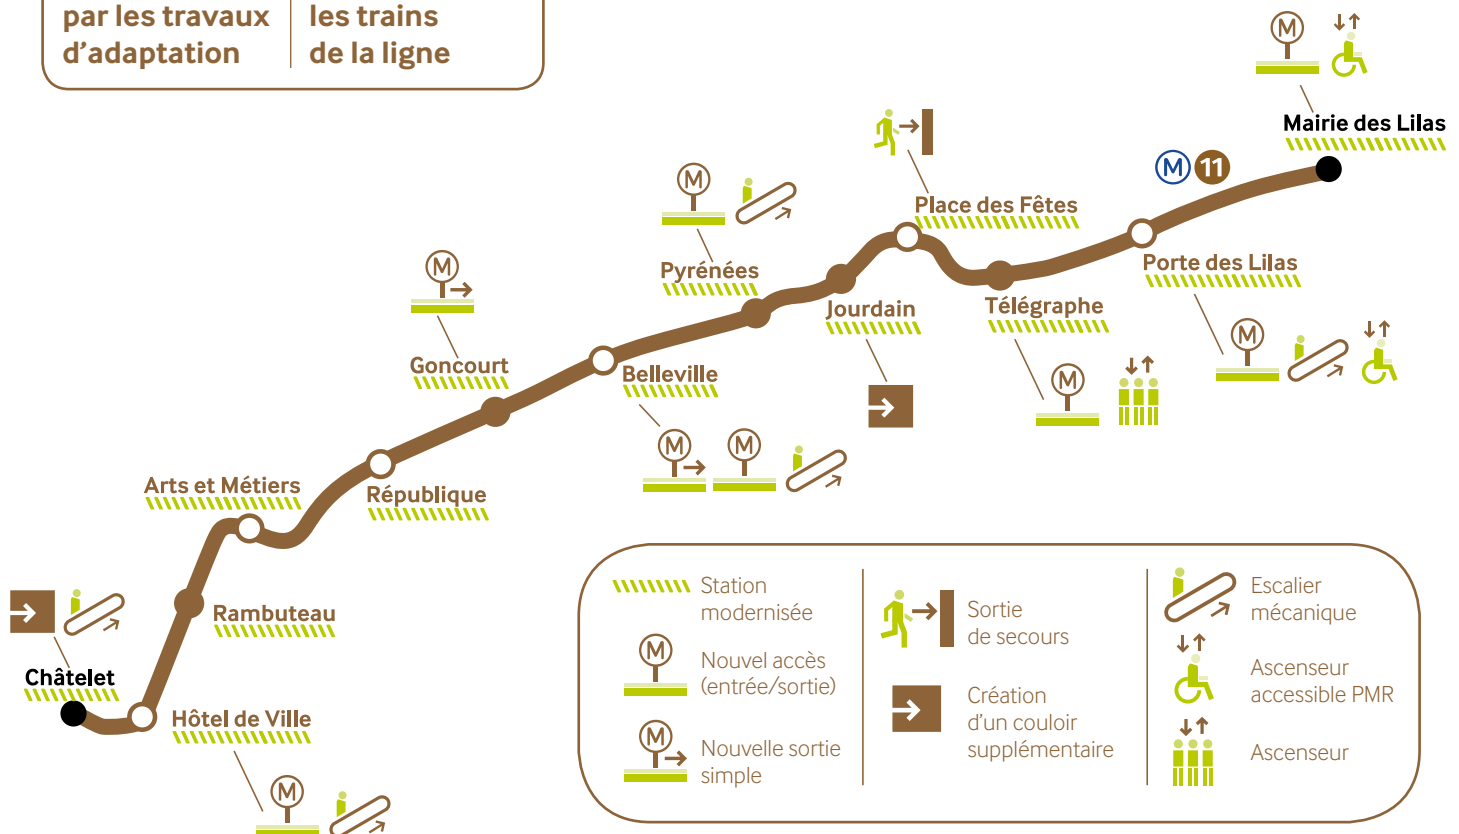 par les travaux
d'adaptation
les trains
de la ligne
M
Mairie des Lilas
M 11
Place des Fêtes
M
Pyrénées
Porte des Lilas
M
Jourdain
Télégraphe
M
Goncourt
Belleville
M
M M
Arts et Métiers
République
Rambuteau
Châtelet
Hôtel de Ville
M
Station
modernisée
M
Nouvel accès
(entrée/sortie)
M
Nouvelle sortie
simple
Sortie
de secours
Création
d'un couloir
supplémentaire
Escalier
mécanique
Ascenseur
accessible PMR
Ascenseur